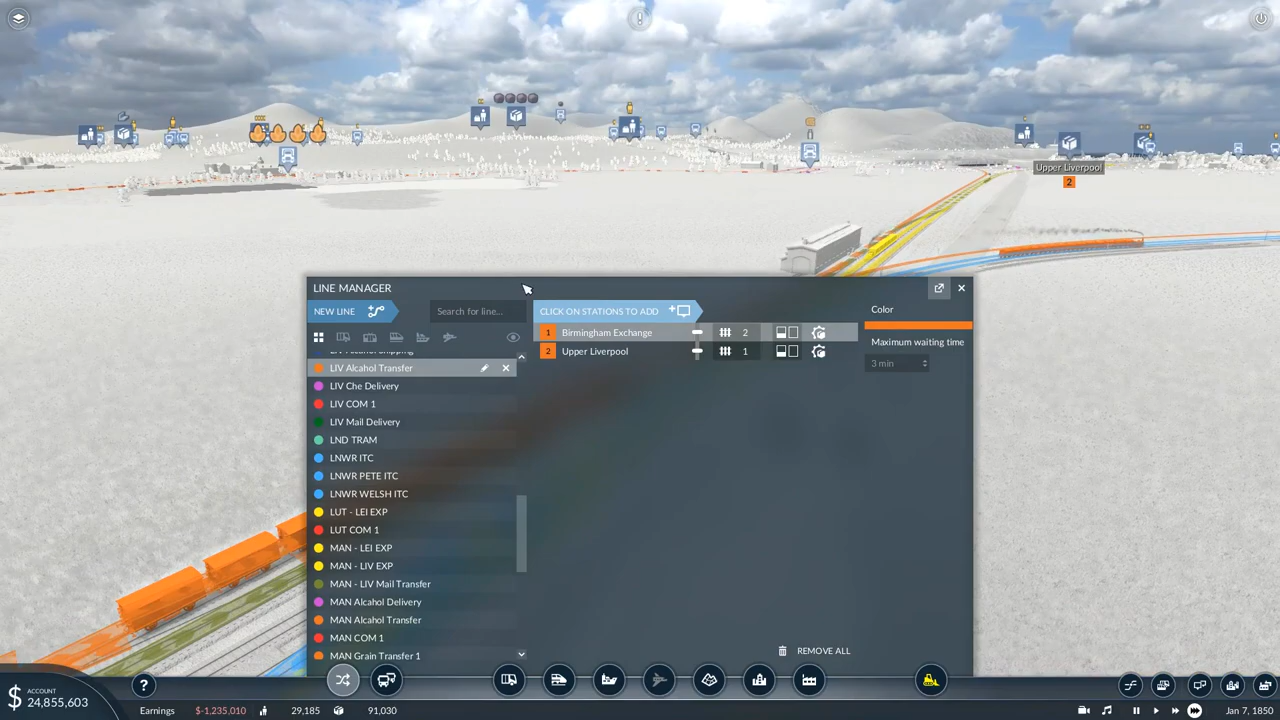 Upper Liverpool
2
LINE MANAGER
NEW LINE
Search for line...
CLICK ON STATIONS TO ADD
Color
1 Birmingham Exchange 2
Maximum waiting time
2 Upper Liverpool 1
3 min
LIV Alcohol Shipping
LIV Alcahol Transfer
LIV Che Delivery
LIV COM 1
LIV Mail Delivery
LND TRAM
LNWR ITC
LNWR PETE ITC
LNWR WELSH ITC
LUT - LEI EXP
LUT COM 1
MAN - LEI EXP
MAN - LIV EXP
MAN - LIV Mail Transfer
MAN Alcahol Delivery
MAN Alcahol Transfer
MAN COM 1
MAN Grain Transfer 1
REMOVE ALL
$ ACCOUNT
24,855,603
?
Earnings $-1,235,010 29,185 91,030
Jan 7, 1850